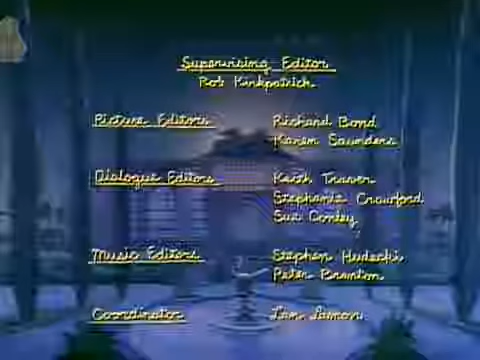 Supervising Editor
Rob Kirkpatrick
Picture Editors
Richard Bond
Karen Saunders
Dialogue Editors
Keith Traver
Stephanie Crawford
Sue Conley
Music Editors
Stephen Hudecki
Peter Branton
Coordinator